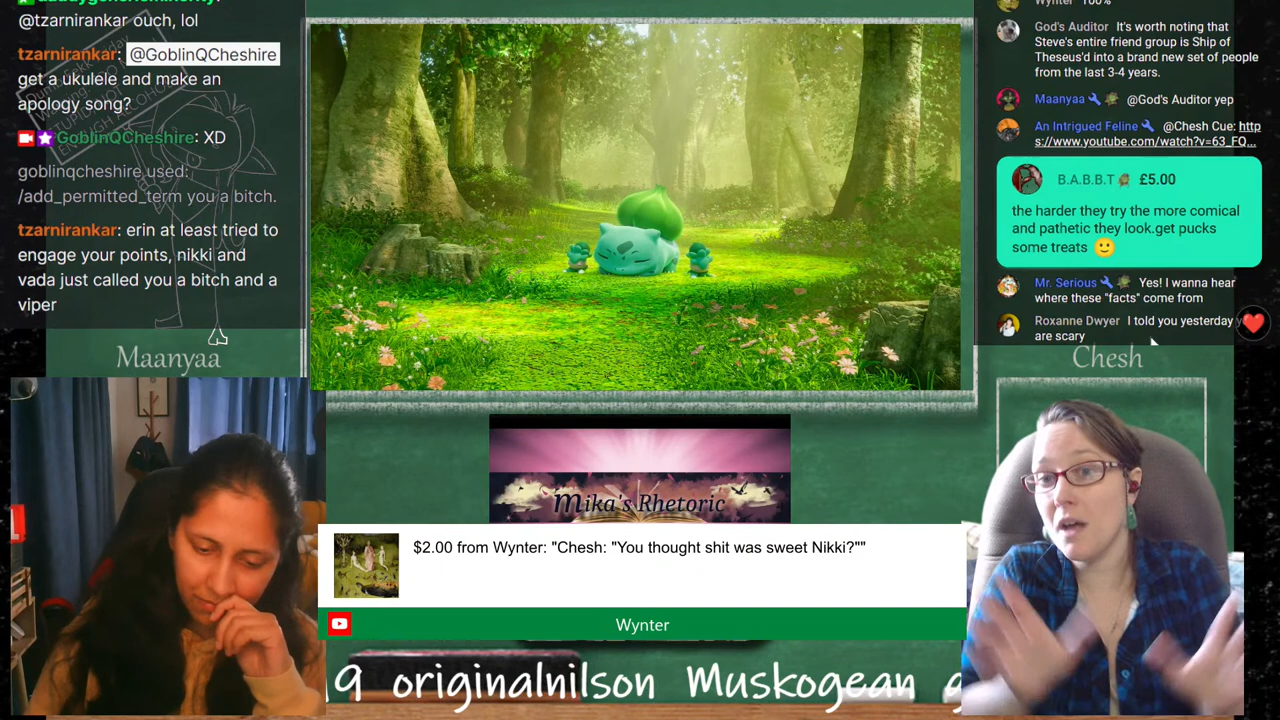 @tzarnirankar ouch, lol
tzarnirankar: @GoblinQCheshire
get a ukulele and make an
apology song?
GoblinQCheshire: XD
goblinqcheshire used:
/add_permitted_term you a bitch.
tzarnirankar: erin at least tried to
engage your points, nikki and
vada just called you a bitch and a
viper
Maanyaa
Mika's Rhetoric
$2.00 from Wynter: "Chesh: "You thought shit was sweet Nikki?""
Wynter
9 originalnilson Muskogean
Wynter 100%
God's Auditor It's worth noting that
Steve's entire friend group is Ship of
Theseus'd into a brand new set of people
from the last 3-4 years.
Maanyaa @God's Auditor yep
An Intrigued Feline @Chesh Cue: http
s://www.youtube.com/watch?v=63_FQ...
B.A.B.B.T £5.00
the harder they try the more comical
and pathetic they look.get pucks
some treats
Mr. Serious Yes! I wanna hear
where these "facts" come from
Roxanne Dwyer I told you yesterday
are scary
Chesh